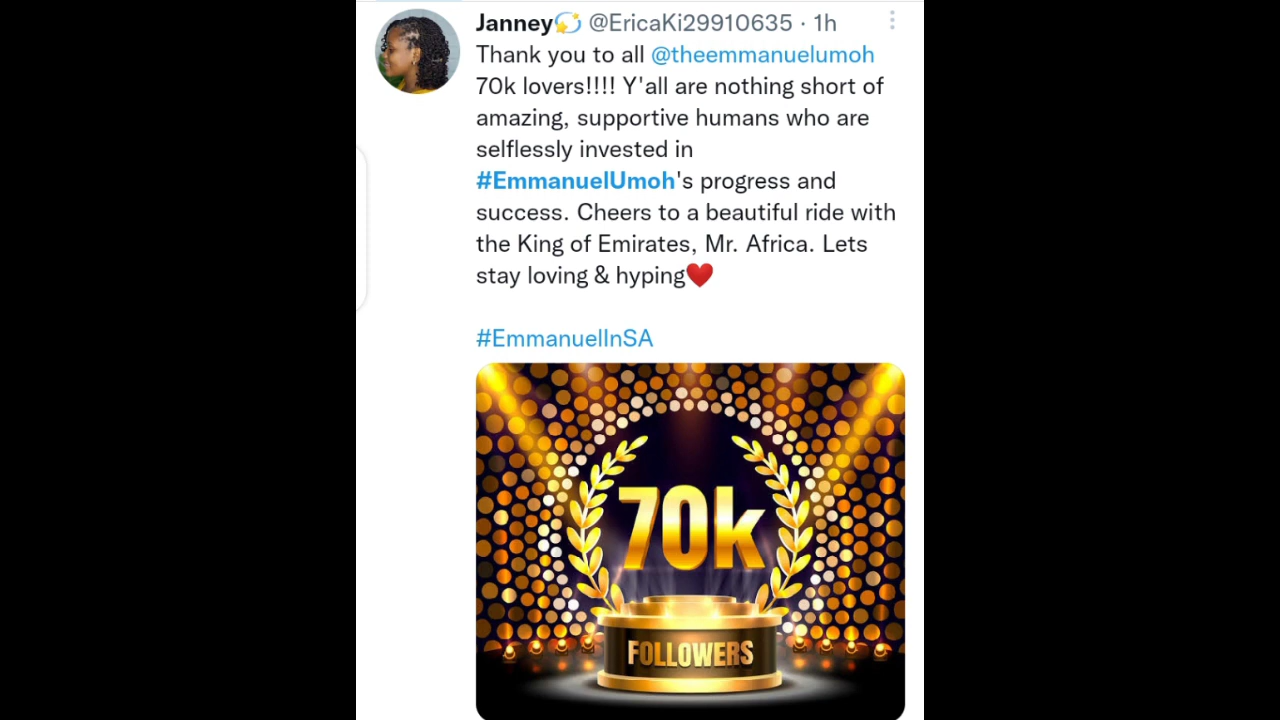 Janney💫 @EricaKi29910635 · 1h
Thank you to all @theemmanuelumoh
70k lovers!!!! Y'all are nothing short of
amazing, supportive humans who are
selflessly invested in
#EmmanuelUmoh's progress and
success. Cheers to a beautiful ride with
the King of Emirates, Mr. Africa. Lets
stay loving & hyping❤️
#EmmanuelInSA
70k
FOLLOWERS